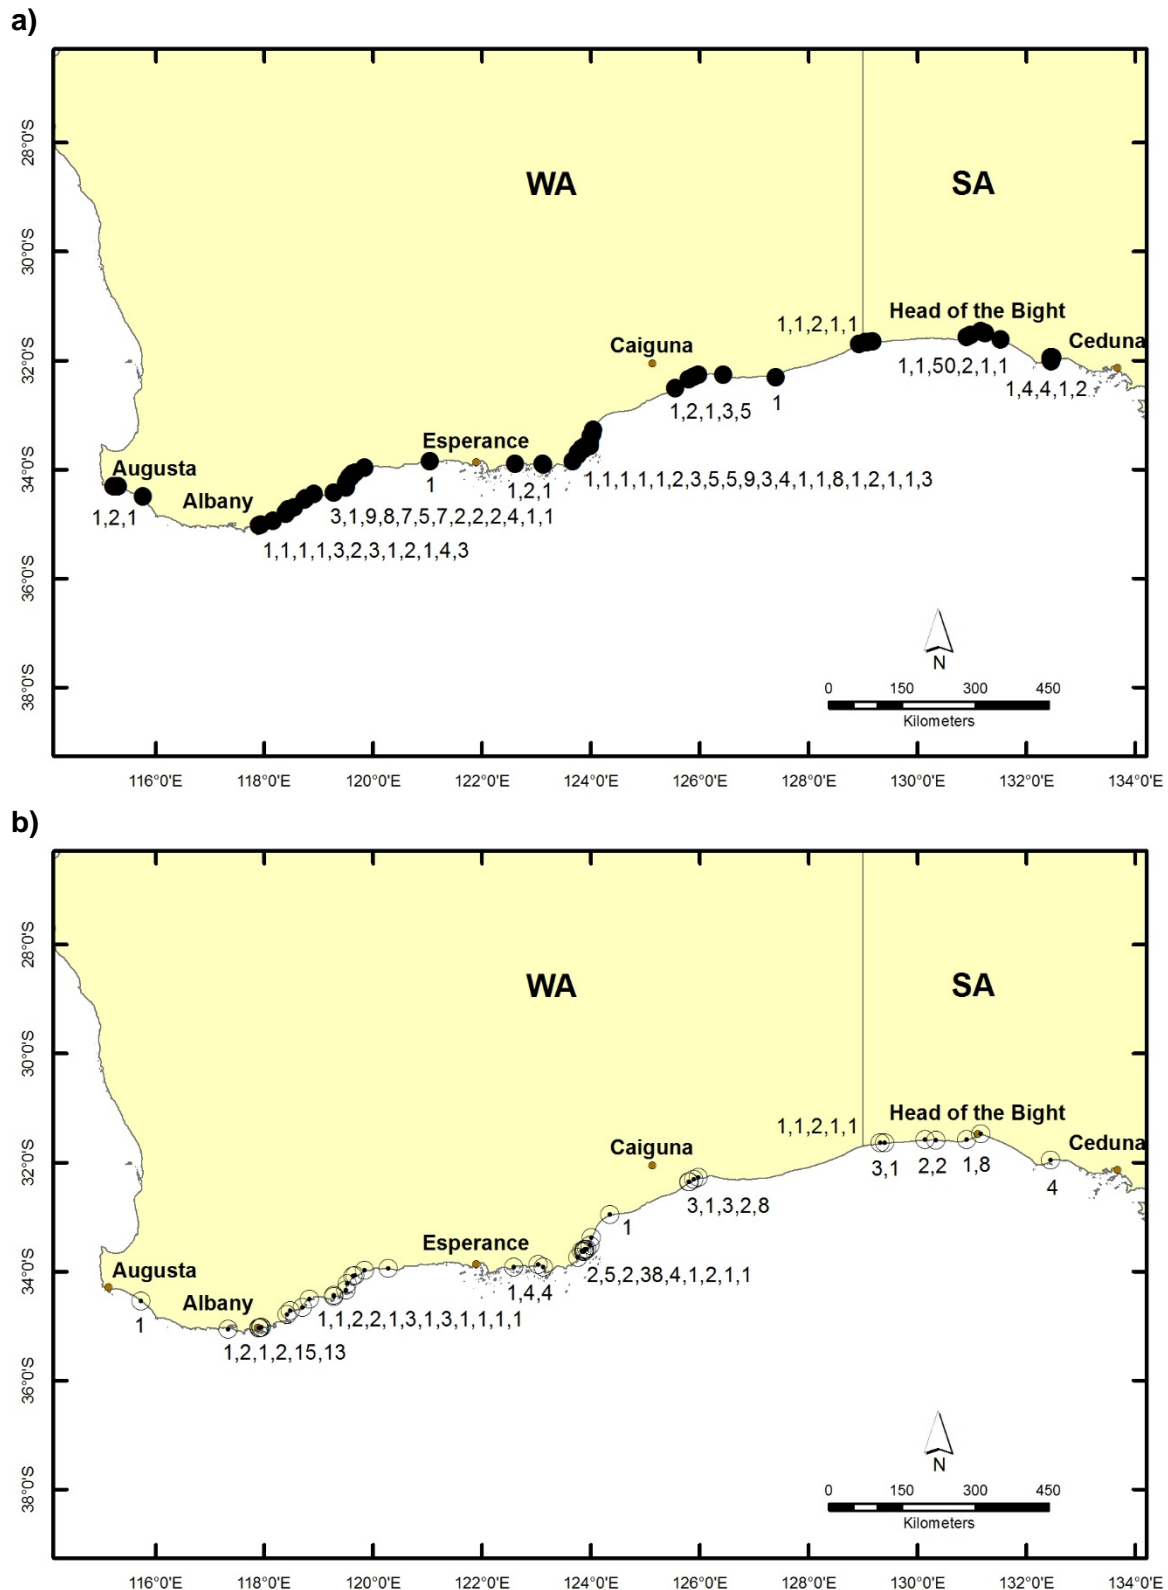 a)
WA
SA
28°0'S
30°0'S
32°0'S
34°0'S
36°0'S
38°0'S
Head of the Bight
1,1,2,1,1
Caiguna
Ceduna
1,1,50,2,1,1
1,4,4,1,2
1,2,1,3,5
1
Esperance
Augusta
Albany
1
1,2,1
1,1,1,1,1,2,3,5,5,9,3,4,1,1,8,1,2,1,1,3
1,2,1
3,1,9,8,7,5,7,2,2,2,4,1,1
1,1,1,1,3,2,3,1,2,1,4,3
N
0 150 300 450
Kilometers
116°0'E 118°0'E 120°0'E 122°0'E 124°0'E 126°0'E 128°0'E 130°0'E 132°0'E 134°0'E
b)
WA
SA
28°0'S
30°0'S
32°0'S
34°0'S
36°0'S
38°0'S
Head of the Bight
1,1,2,1,1
Caiguna
Ceduna
3,1
2,2
1,8
4
3,1,3,2,8
1
Esperance
Augusta
Albany
1,4,4
2,5,2,38,4,1,2,1,1
1
1,1,2,2,1,3,1,3,1,1,1,1
1,2,1,2,15,13
N
0 150 300 450
Kilometers
116°0'E 118°0'E 120°0'E 122°0'E 124°0'E 126°0'E 128°0'E 130°0'E 132°0'E 134°0'E